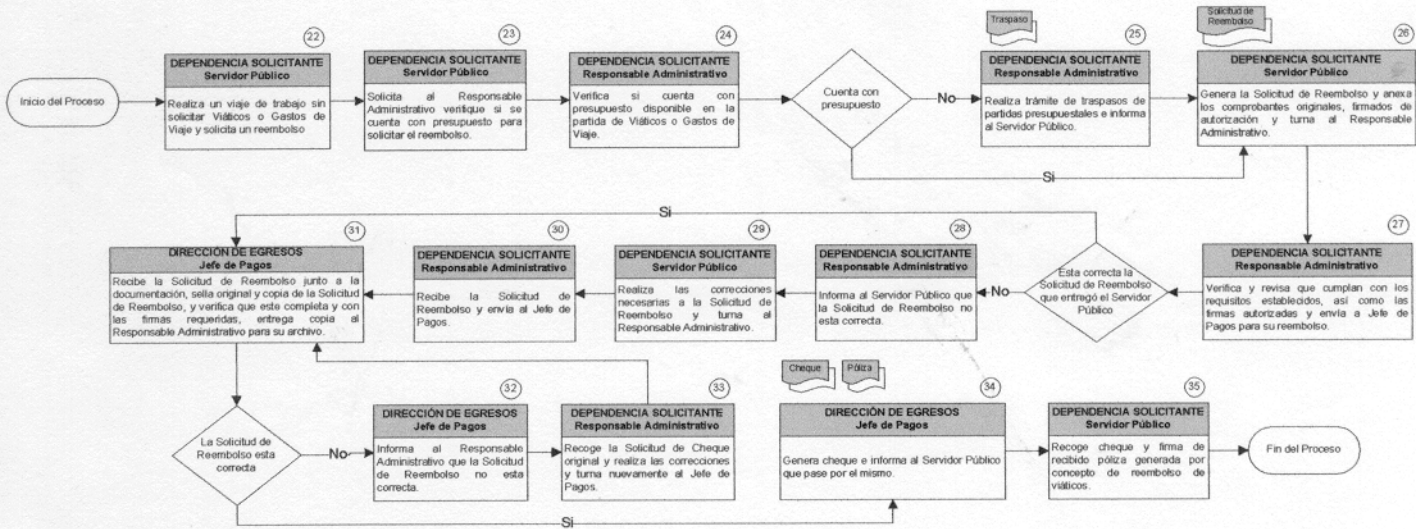 Inicio del Proceso
22
DEPENDENCIA SOLICITANTE
Servidor Público
Realiza un viaje de trabajo sin
solicitar Viáticos o Gastos de
Viaje y solicita un reembolso
23
DEPENDENCIA SOLICITANTE
Servidor Público
Solicita al Responsable
Administrativo verifique si se
cuenta con presupuesto para
solicitar el reembolso.
24
DEPENDENCIA SOLICITANTE
Responsable Administrativo
Verifica si cuenta con
presupuesto disponible en la
partida de Viáticos o Gastos de
Viaje.
Cuenta con
presupuesto
No
Si
Traspaso
25
DEPENDENCIA SOLICITANTE
Responsable Administrativo
Realiza trámite de traspasos de
partidas presupuestales e informa
al Servidor Público.
Solicitud de
Reembolso
26
DEPENDENCIA SOLICITANTE
Servidor Público
Genera la Solicitud de Reembolso y anexa
los comprobantes originales, firmados de
autorización y turna al Responsable
Administrativo.
27
DEPENDENCIA SOLICITANTE
Responsable Administrativo
Verifica y revisa que cumplan con los
requisitos establecidos, así como las
firmas autorizadas y envía a Jefe de
Pagos para su reembolso.
Esta correcta la
Solicitud de Reembolso
que entregó el Servidor
Público
No
Si
28
DEPENDENCIA SOLICITANTE
Responsable Administrativo
Informa al Servidor Público que
la Solicitud de Reembolso no
esta correcta.
29
DEPENDENCIA SOLICITANTE
Servidor Público
Realiza las correcciones
necesarias a la Solicitud de
Reembolso y turna al
Responsable Administrativo.
30
DEPENDENCIA SOLICITANTE
Responsable Administrativo
Recibe la Solicitud de
Reembolso y envía al Jefe de
Pagos.
31
DIRECCIÓN DE EGRESOS
Jefe de Pagos
Recibe la Solicitud de Reembolso junto a la
documentación, sella original y copia de la Solicitud
de Reembolso, y verifica que este completa y con
las firmas requeridas, entrega copia al
Responsable Administrativo para su archivo.
La Solicitud de
Reembolso esta
correcta
No
Si
32
DIRECCIÓN DE EGRESOS
Jefe de Pagos
Informa al Responsable
Administrativo que la Solicitud
de Reembolso no esta
correcta.
33
DEPENDENCIA SOLICITANTE
Responsable Administrativo
Recoge la Solicitud de Cheque
original y realiza las correcciones
y turna nuevamente al Jefe de
Pagos.
Cheque
Póliza
34
DIRECCIÓN DE EGRESOS
Jefe de Pagos
Genera cheque e informa al Servidor Público
que pase por el mismo.
35
DEPENDENCIA SOLICITANTE
Servidor Público
Recoge cheque y firma de
recibido póliza generada por
concepto de reembolso de
viáticos.
Fin del Proceso